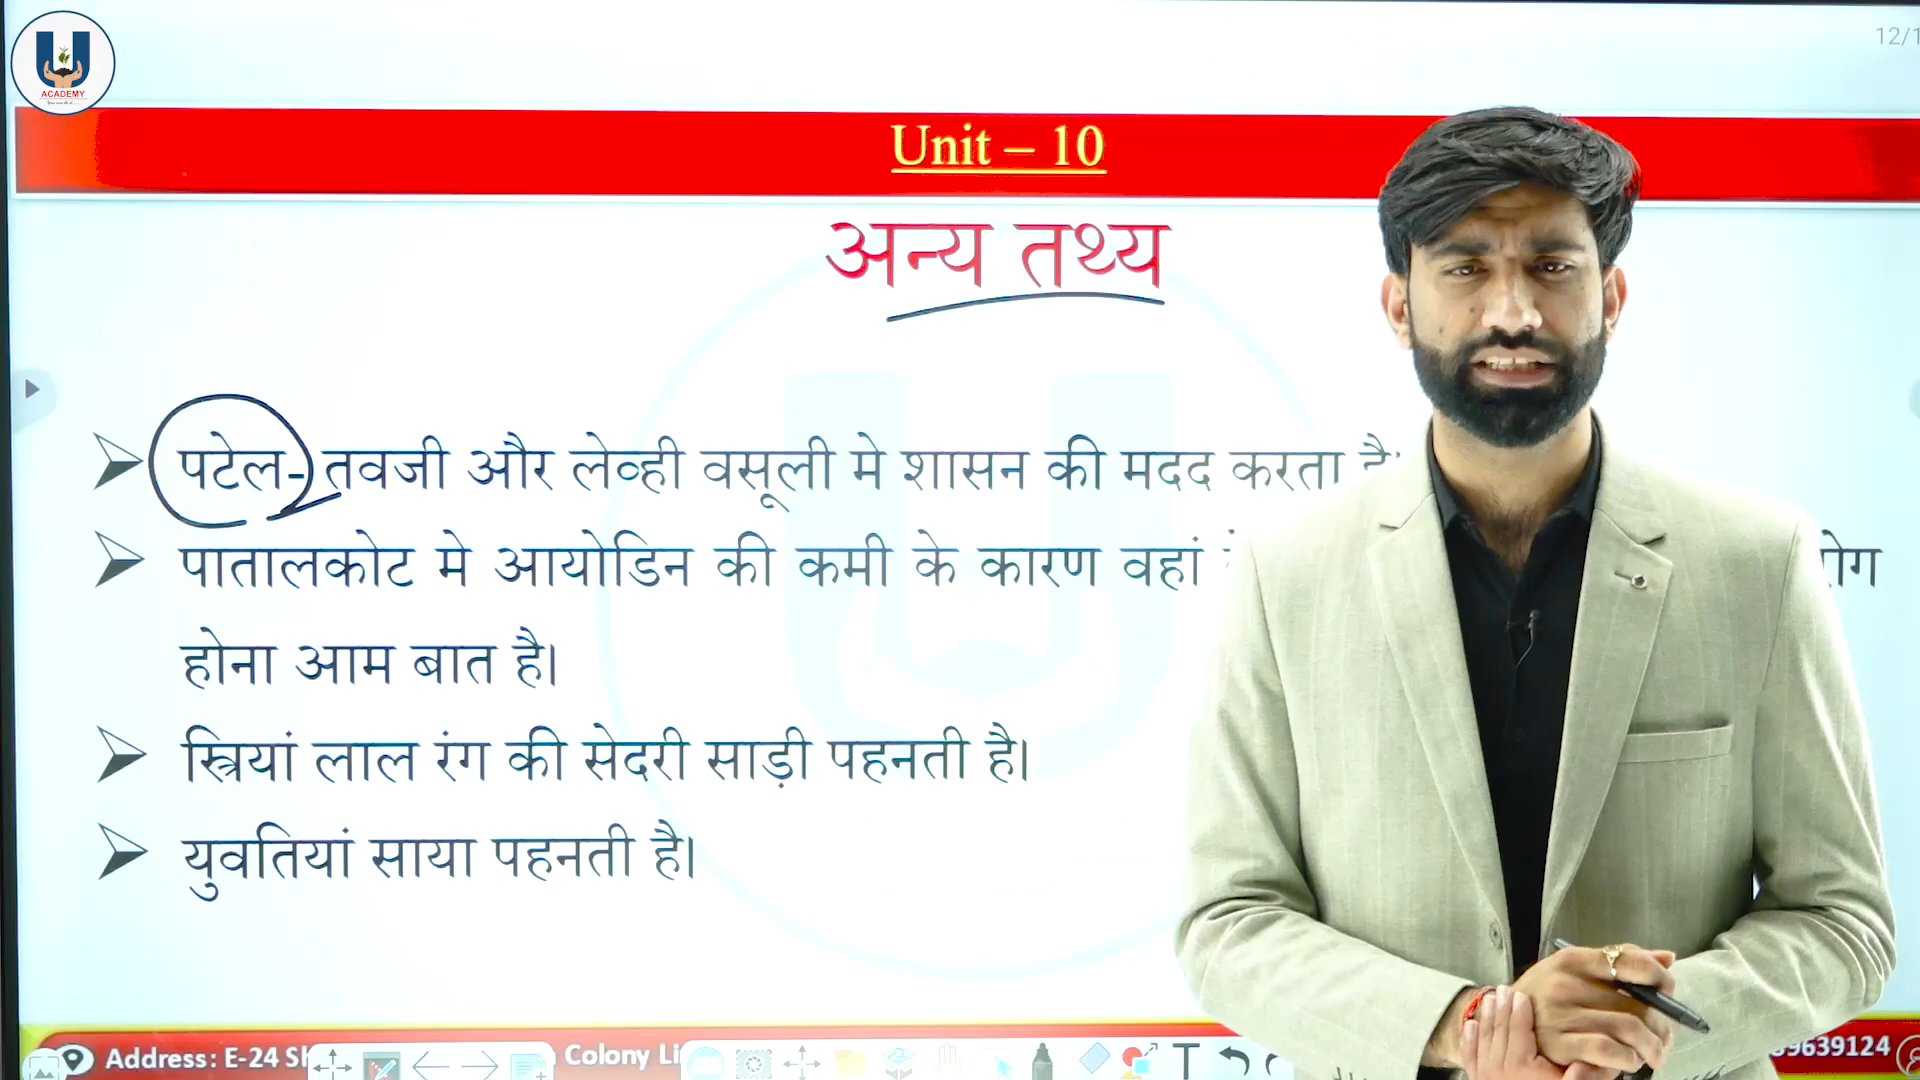 U
ACADEMY
12/1
Unit – 10
अन्य तथ्य
पटेल- तवजी और लेव्ही वसूली मे शासन की मदद करता है
पातालकोट मे आयोडिन की कमी के कारण वहां
होना आम बात है।
स्त्रियां लाल रंग की सेदरी साड़ी पहनती है।
युवतियां साया पहनती है।
Address: E-24 Colony 9639124